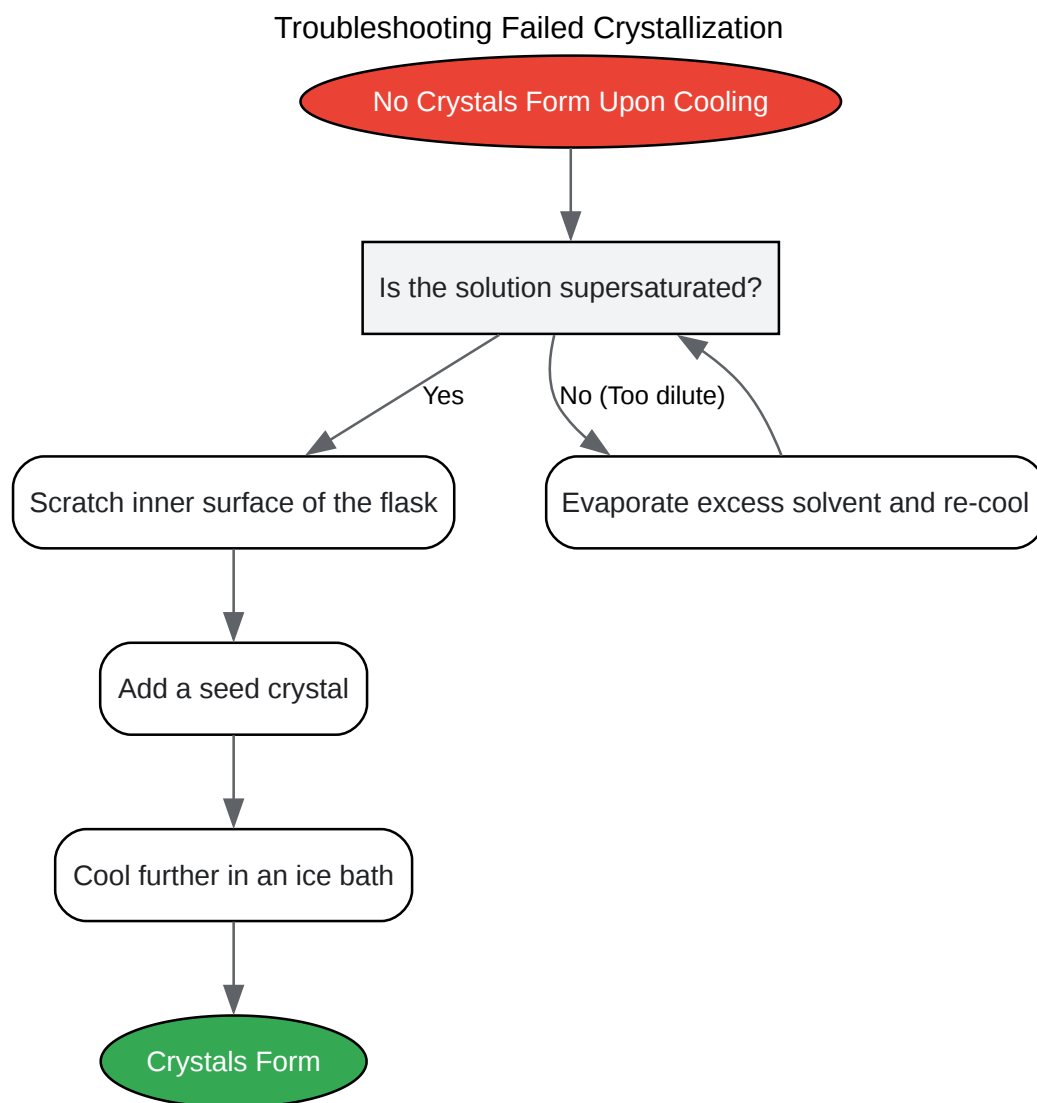 Troubleshooting Failed Crystallization
No Crystals Form Upon Cooling
Is the solution supersaturated?
Yes
No (Too dilute)
Scratch inner surface of the flask
Evaporate excess solvent and re-cool
Add a seed crystal
Cool further in an ice bath
Crystals Form